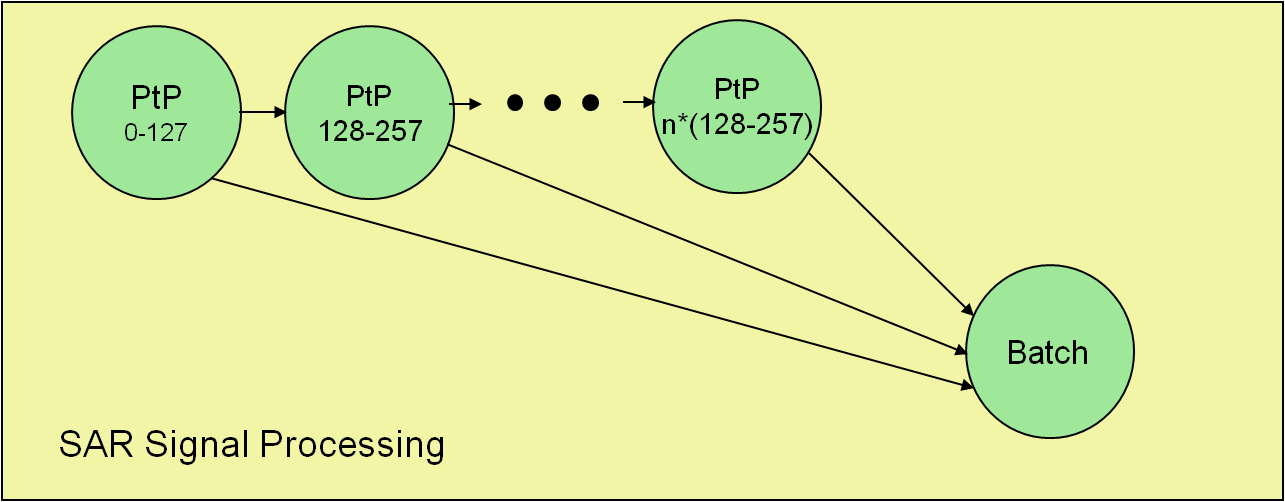 PtP
0-127
PtP
128-257
PtP
n*(128-257)
Batch
SAR Signal Processing